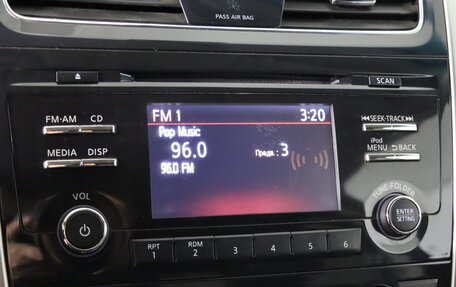 PASS AIR BAG
SCAN
FM·AM CD
MEDIA DISP
VOL
FM 1 3:20
Pop Music
96.0 Предв.: 3
96.0 FM
SEEK·TRACK
iPod
MENU BACK
TUNE·FOLDER
ENTER
SETTING
RPT RDM
1 2 3 4 5 6